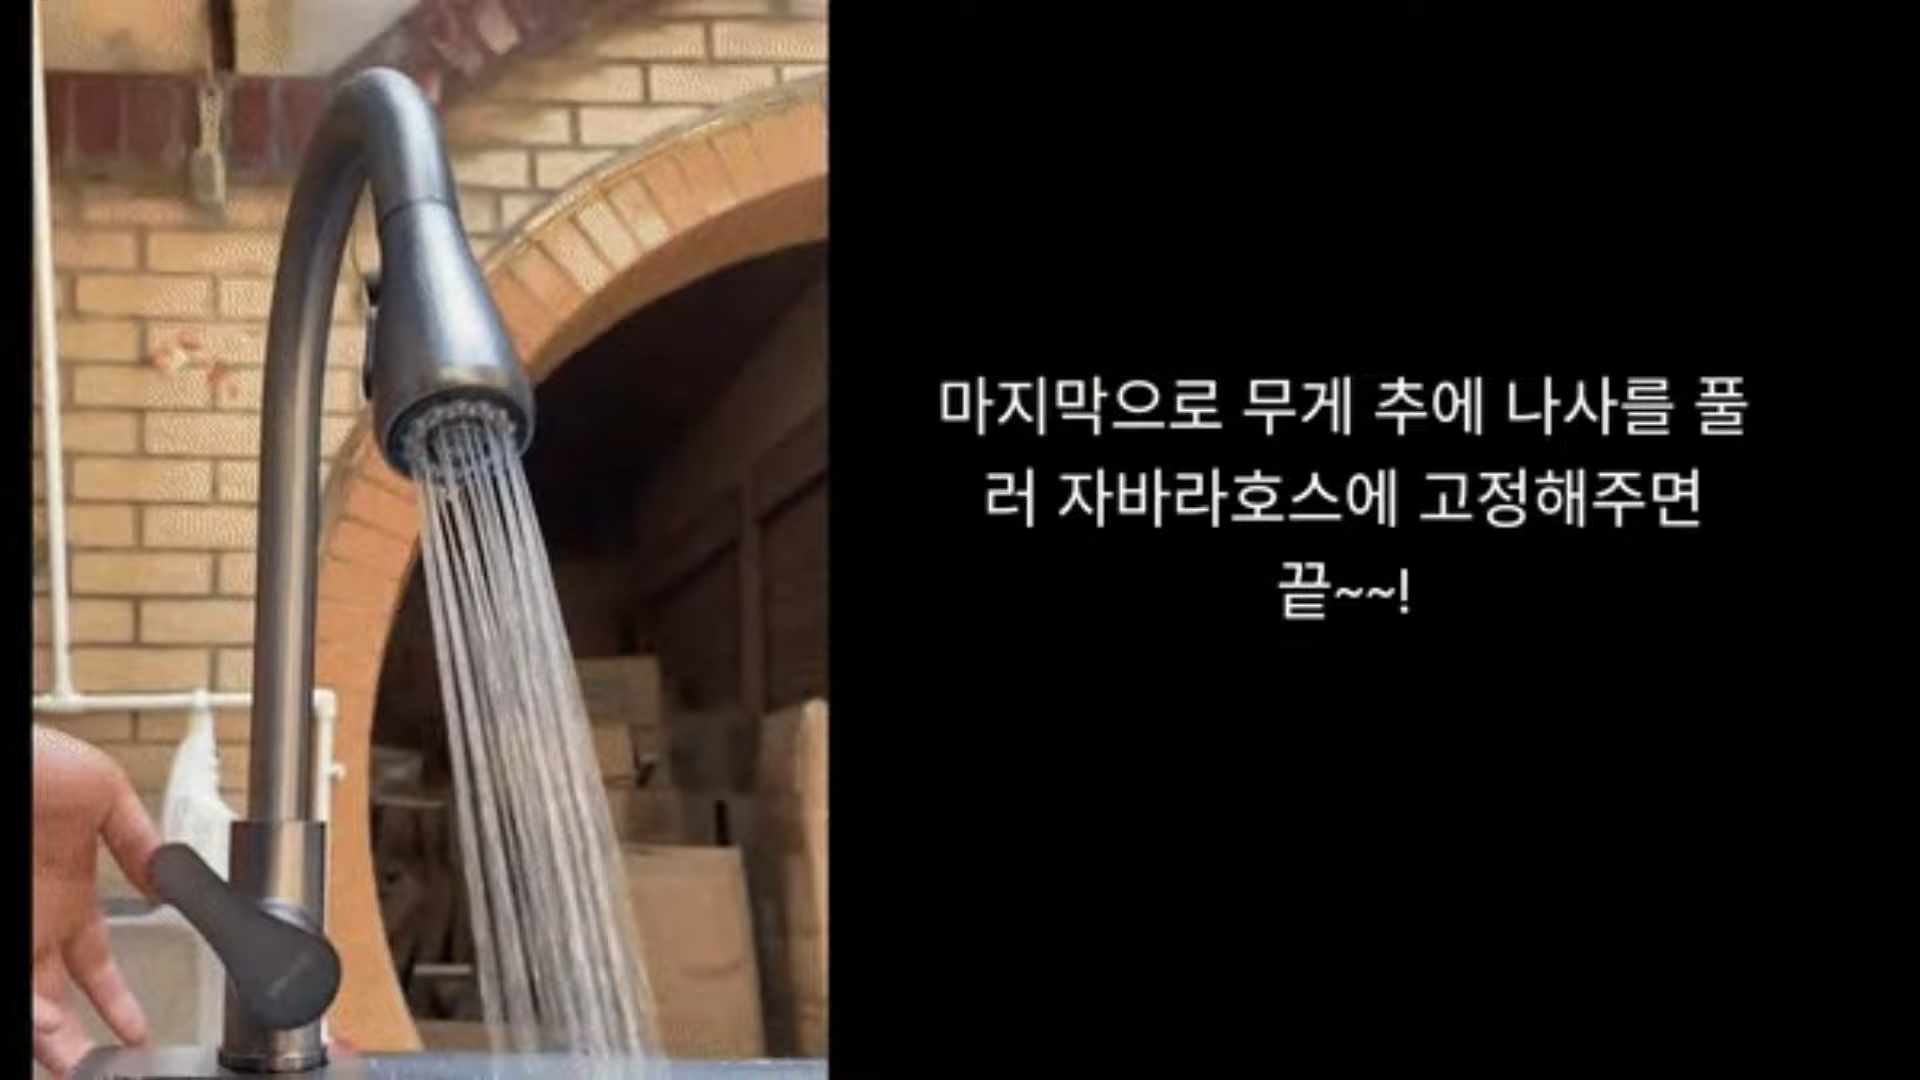 마지막으로 무게 추에 나사를 풀
러 자바라호스에 고정해주면
끝~~!